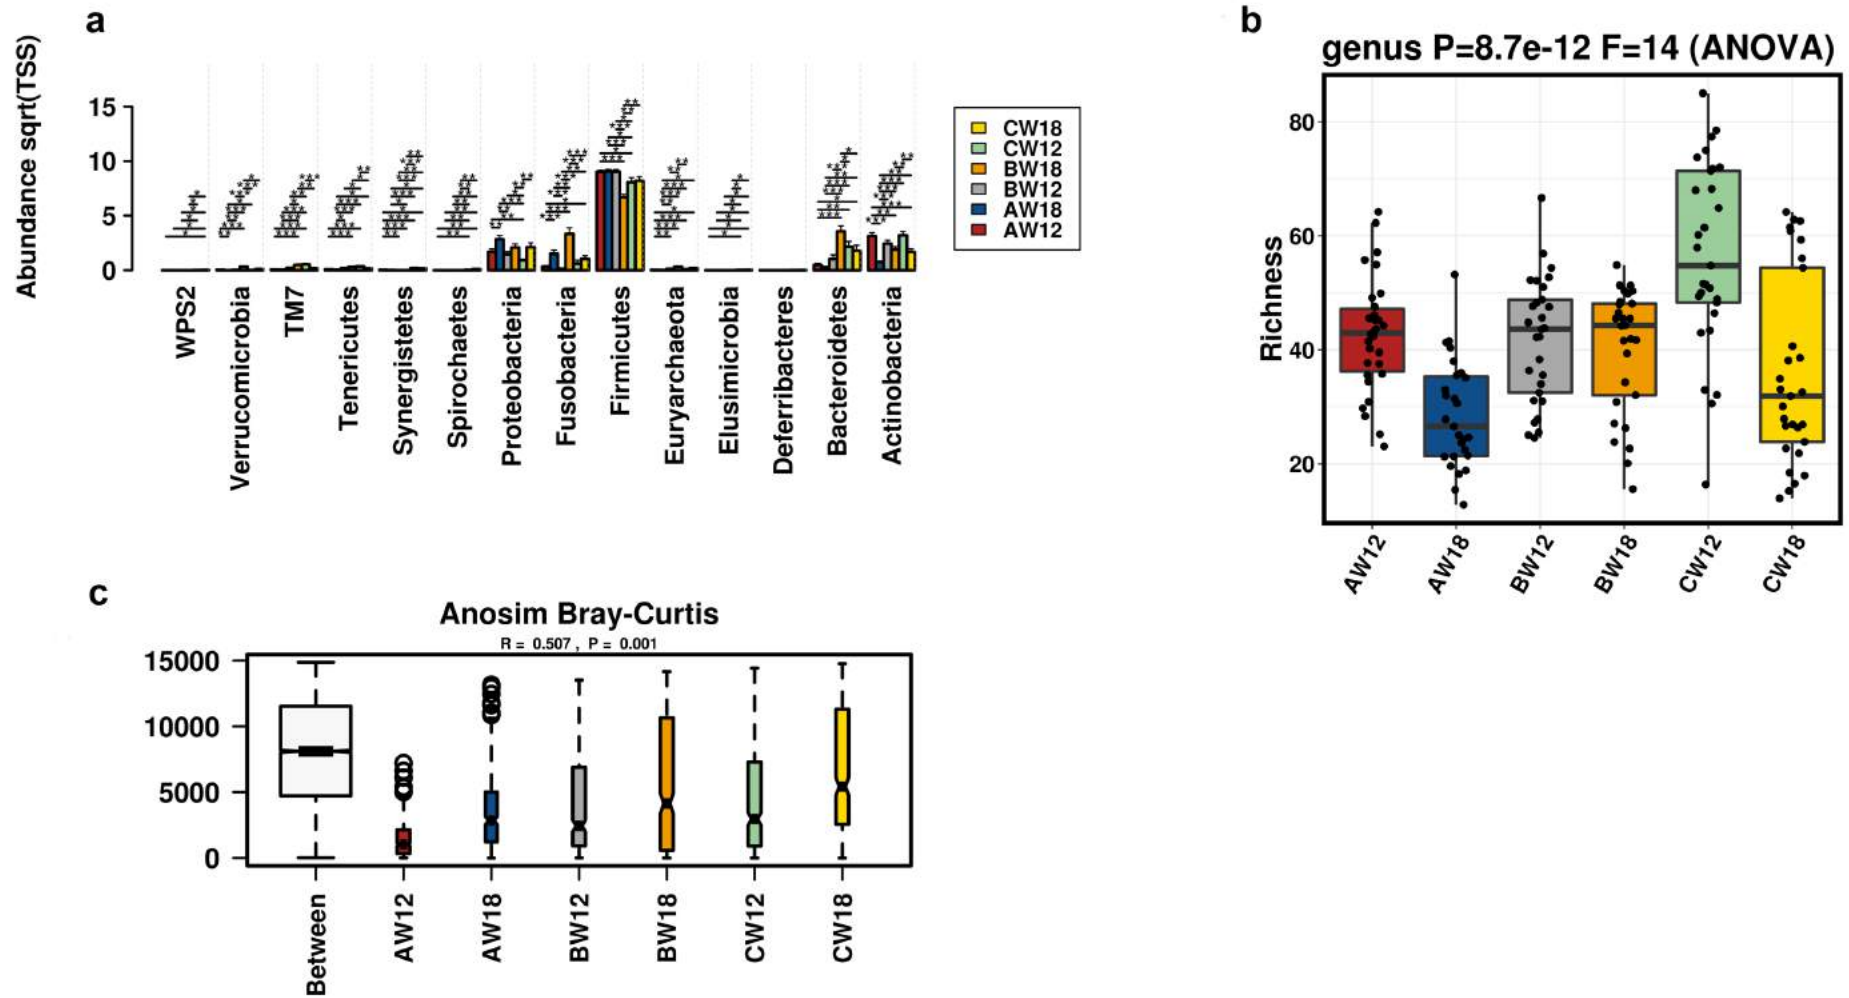 a
Abundance sqrt(TSS)
15
10
5
0
WPS2
Verrucomicrobia
TM7
Tenericutes
Synergistetes
Spirochaetes
Proteobacteria
Fusobacteria
Firmicutes
Euryarchaeota
Elusimicrobia
Deferribacteres
Bacteroidetes
Actinobacteria
CW18
CW12
BW18
BW12
AW18
AW12
b
genus P=8.7e-12 F=14 (ANOVA)
Richness
80
60
40
20
AW12
AW18
BW12
BW18
CW12
CW18
c
Anosim Bray-Curtis
R = 0.507 , P = 0.001
15000
10000
5000
0
Between
AW12
AW18
BW12
BW18
CW12
CW18